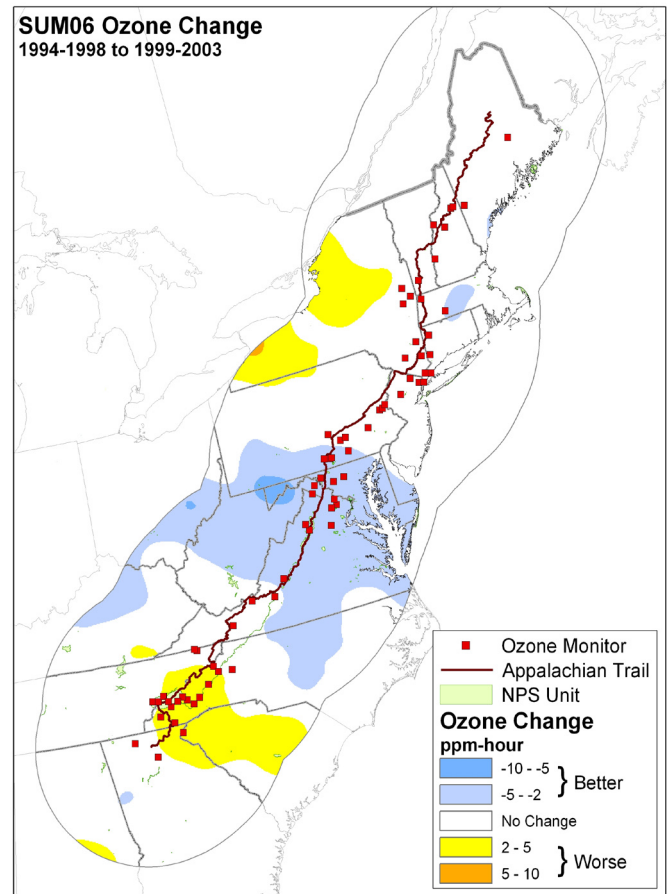 SUM06 Ozone Change
1994-1998 to 1999-2003
Ozone Monitor
Appalachian Trail
NPS Unit
Ozone Change
ppm-hour
-10 - -5
-5 - -2
} Better
No Change
2 - 5
5 - 10
} Worse